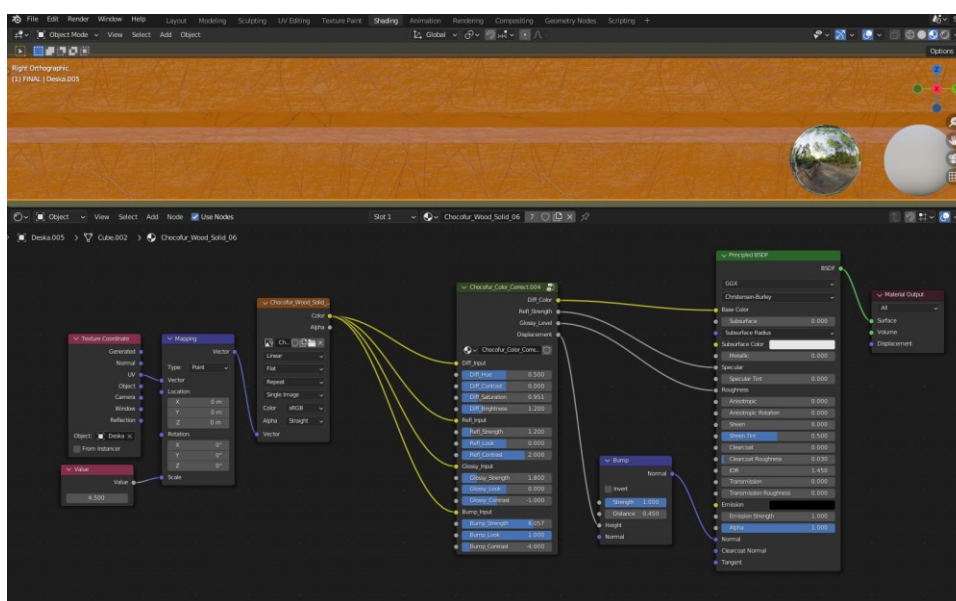 File Edit Render Window Help Layout Modeling Sculpting UV Editing Texture Paint Shading Animation Rendering Compositing Geometry Nodes Scripting +
Object Mode View Select Add Object Global
Options
Right Orthographic
(1) FINAL | Deska.005
Object View Select Add Node Use Nodes Slot 1 Chocofur_Wood_Solid_06 7
Deska.005 > Cube.002 > Chocofur_Wood_Solid_06
Texture Coordinate
Generated
Normal
UV
Object
Camera
Window
Reflection
Object: Deska
From Instancer
Value
Value
4.500
Mapping
Vector
Type: Point
Vector
Location:
X 0 m
Y 0 m
Z 0 m
Rotation:
X 0°
Y 0°
Z 0°
Scale
Chocofur_Wood_Solid_
Color
Alpha
Ch..
Linear
Flat
Repeat
Single Image
Color sRGB
Alpha Straight
Vector
Chocofur_Color_Correct.004
Diff_Color
Refl_Strength
Glossy_Level
Displacement
Chocofur_Color_Corre..
Diff_Input
Diff_Hue 0.500
Diff_Contrast 0.000
Diff_Saturation 0.951
Diff_Brightness 1.200
Refl_Input
Refl_Strength 1.200
Refl_Look 0.000
Refl_Contrast 2.000
Glossy_Input
Glossy_Strength 1.800
Glossy_Look 0.000
Glossy_Contrast -1.000
Bump_Input
Bump_Strength 0.057
Bump_Look 1.000
Bump_Contrast -4.000
Bump
Normal
Invert
Strength 1.000
Distance 0.450
Height
Normal
Principled BSDF
BSDF
GGX
Christensen-Burley
Base Color
Subsurface 0.000
Subsurface Radius
Subsurface Color
Metallic 0.000
Specular
Specular Tint 0.000
Roughness
Anisotropic 0.000
Anisotropic Rotation 0.000
Sheen 0.000
Sheen Tint 0.500
Clearcoat 0.000
Clearcoat Roughness 0.030
IOR 1.450
Transmission 0.000
Transmission Roughness 0.000
Emission
Emission Strength 1.000
Alpha 1.000
Normal
Clearcoat Normal
Tangent
Material Output
All
Surface
Volume
Displacement